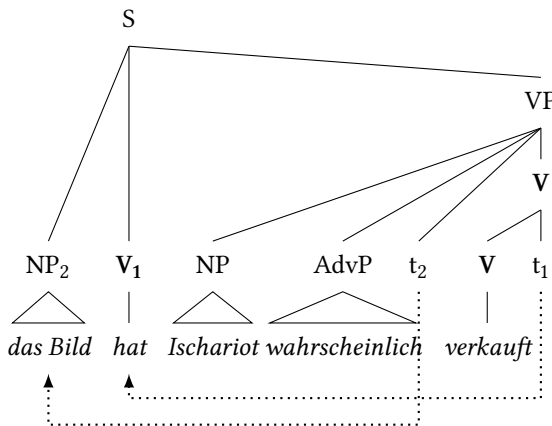 S
VP
V
NP₂ V₁ NP AdvP t₂ V t₁
das Bild hat Ischariot wahrscheinlich verkauft